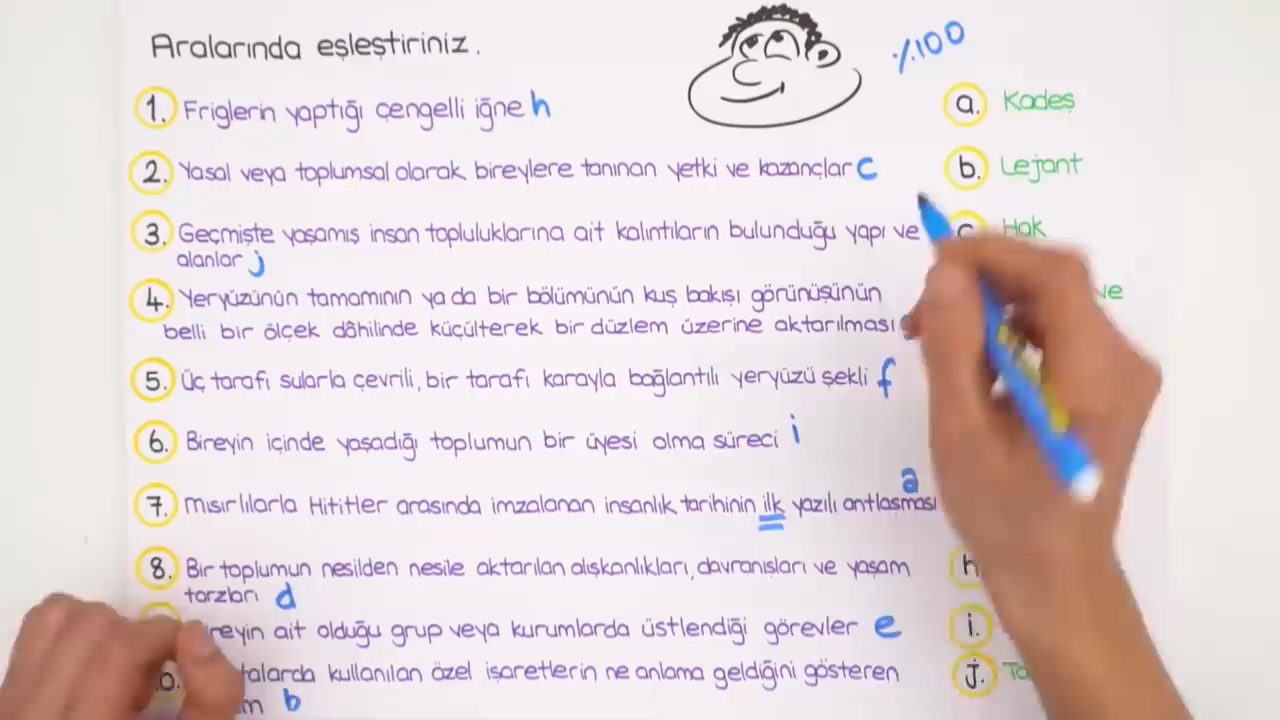 Aralarında eşleştiriniz.
%100
1. Friglerin yaptığı çengelli iğne h
a. Kadeş
2. Yasal veya toplumsal olarak bireylere tanınan yetki ve kazançlar c
b. Lejant
3. Geçmişte yaşamış insan topluluklarına ait kalıntıların bulunduğu yapı ve
alanlar j
c. Hak
4. Yeryüzünün tamamının ya da bir bölümünün kuş bakışı görünüşünün
belli bir ölçek dâhilinde küçülterek bir düzlem üzerine aktarılması
ve
5. Üç tarafı sularla çevrili, bir tarafı karayla bağlantılı yeryüzü şekli f
6. Bireyin içinde yaşadığı toplumun bir üyesi olma süreci i
7. Mısırlılarla Hititler arasında imzalanan insanlık tarihinin ilk yazılı antlaşması a
8. Bir toplumun nesilden nesile aktarılan alışkanlıkları, davranışları ve yaşam
tarzları d
h
ait olduğu grup veya kurumlarda üstlendiği görevler e
i.
kullanılan özel işaretlerin ne anlama geldiğini gösteren
b
j.